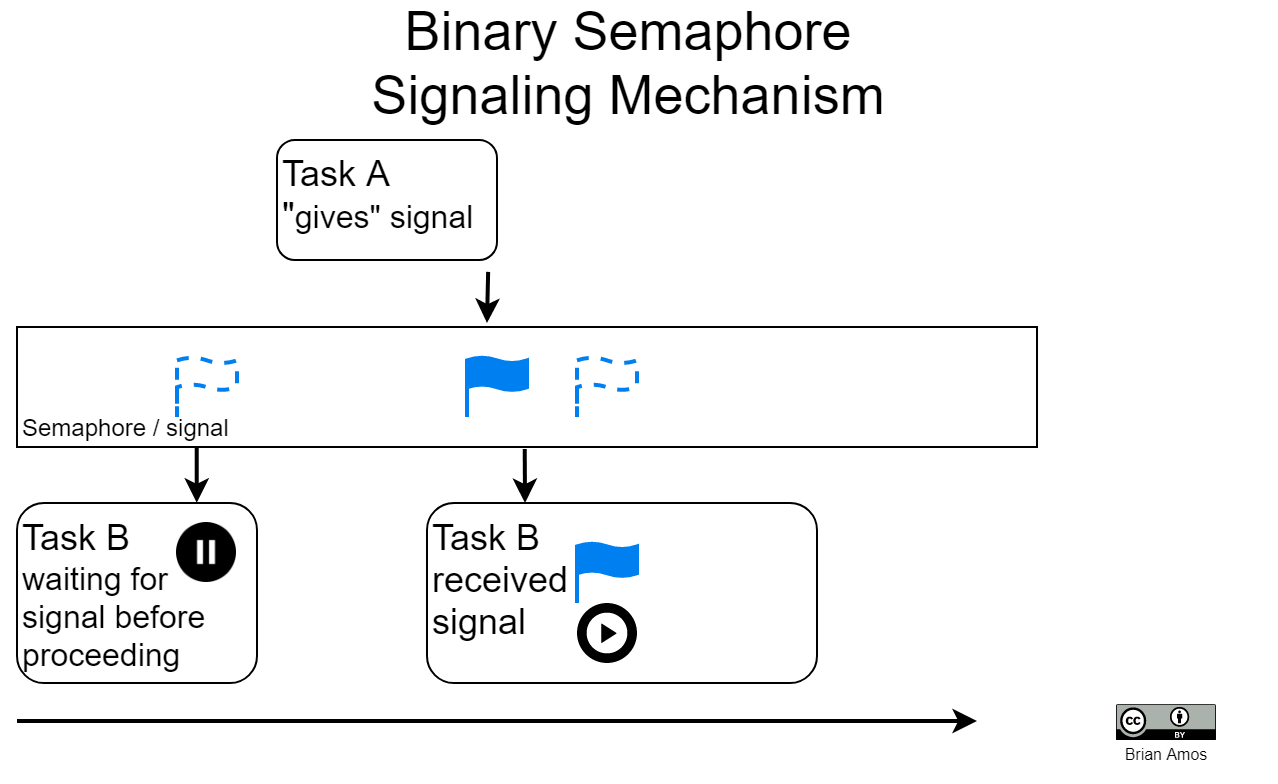 Binary Semaphore
Signaling Mechanism
Task A
"gives" signal
Semaphore / signal
Task B
waiting for
signal before
proceeding
Task B
received
signal
cc
BY
Brian Amos